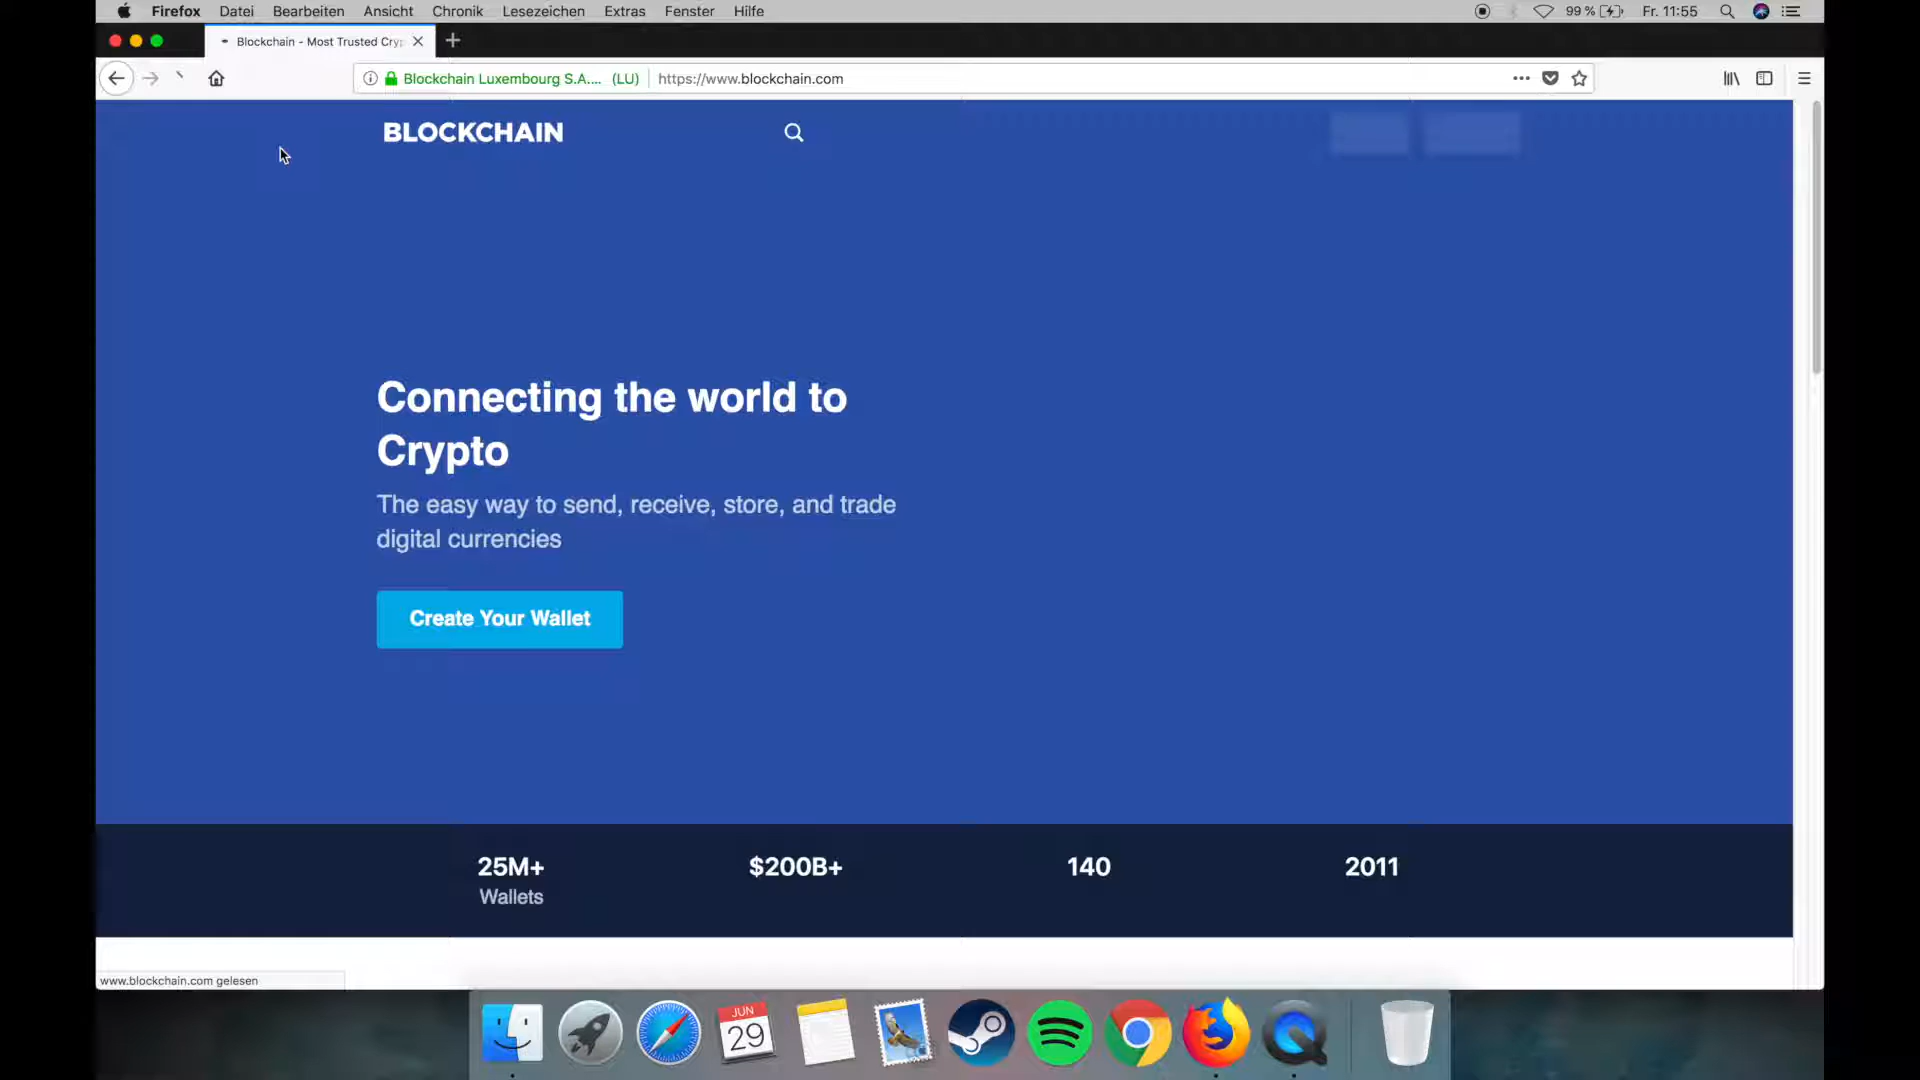 Firefox Datei Bearbeiten Ansicht Chronik Lesezeichen Extras Fenster Hilfe 99 % Fr. 11:55
Blockchain - Most Trusted Cry
Blockchain Luxembourg S.A.... (LU) https://www.blockchain.com
BLOCKCHAIN
Connecting the world to
Crypto
The easy way to send, receive, store, and trade
digital currencies
Create Your Wallet
25M+ $200B+ 140 2011
Wallets
www.blockchain.com gelesen
JUN
29